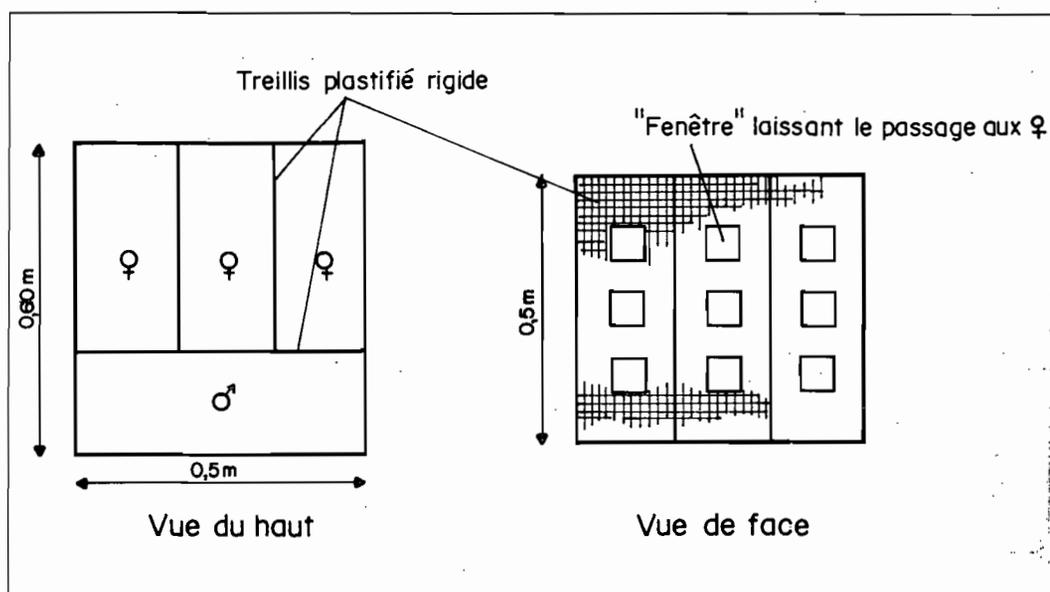 Treillis plastifié rigide
"Fenêtre" laissant le passage aux ♀
0,60 m
♀ ♀ ♀
♂
0,5 m
Vue du haut
0,5 m
Vue de face